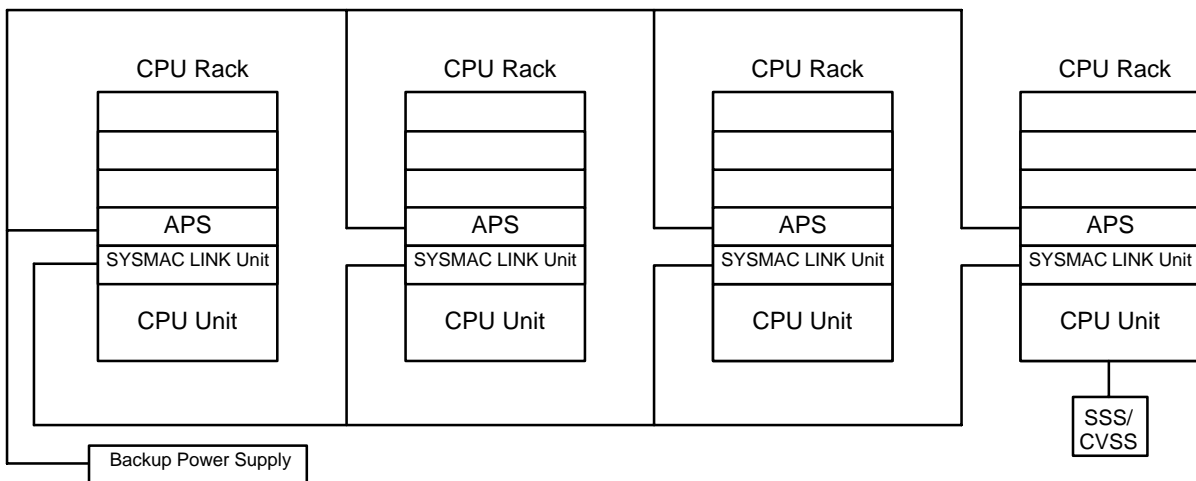 CPU Rack CPU Rack CPU Rack CPU Rack
APS APS APS APS
SYSMAC LINK Unit SYSMAC LINK Unit SYSMAC LINK Unit SYSMAC LINK Unit
CPU Unit CPU Unit CPU Unit CPU Unit
SSS/
CVSS
Backup Power Supply